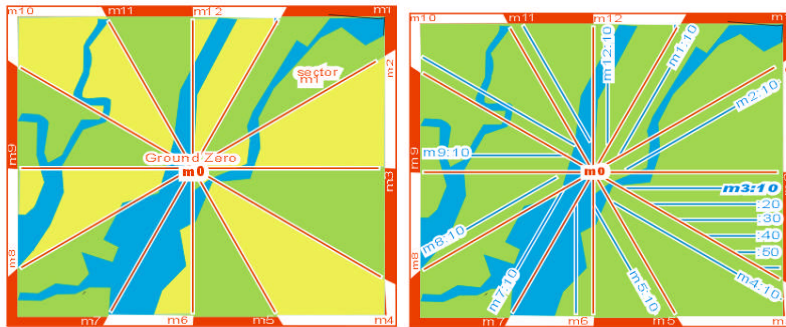 m10 m11 m12 m1
m2
sector
m1
Ground Zero
m0
m9
m3
m8
m7 m6 m5 m4
m10 m11 m12
m12:10
m1:10
m2:10
m9:10
m0
m3:10
:20
:30
:40
:50
m4:10
m5:10
m7:10
m8:10
m9
m8
m7 m6 m5